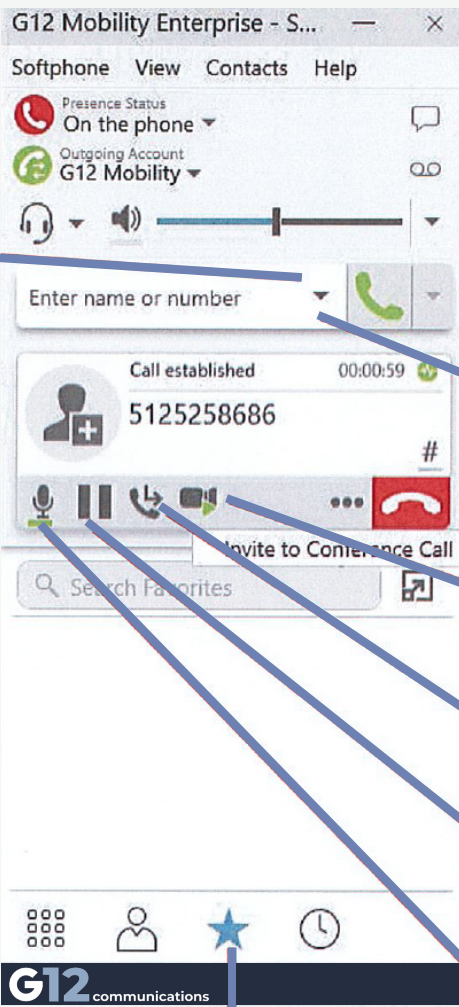 G12 Mobility Enterprise - S...
Softphone View Contacts Help
Presence Status
On the phone
Outgoing Account
G12 Mobility
Enter name or number
Call established 00:00:59
5125258686
#
Invite to Conference Call
Search Favorites
G12 communications